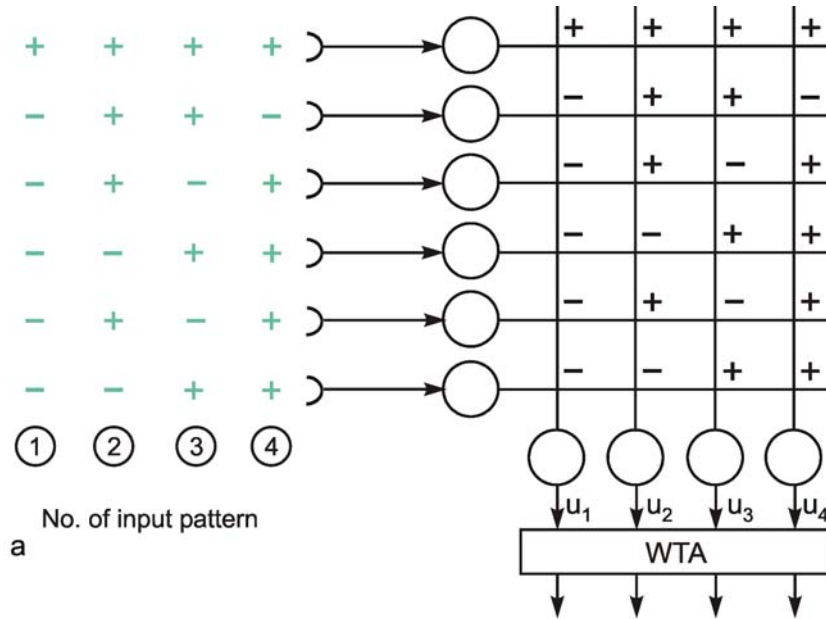 + + + + + + + +
− + + − − + + −
− + − + − + − +
− − + + − − + +
− + − + − + − +
− − + + − − + +
1 2 3 4
No. of input pattern
u1 u2 u3 u4
a
WTA